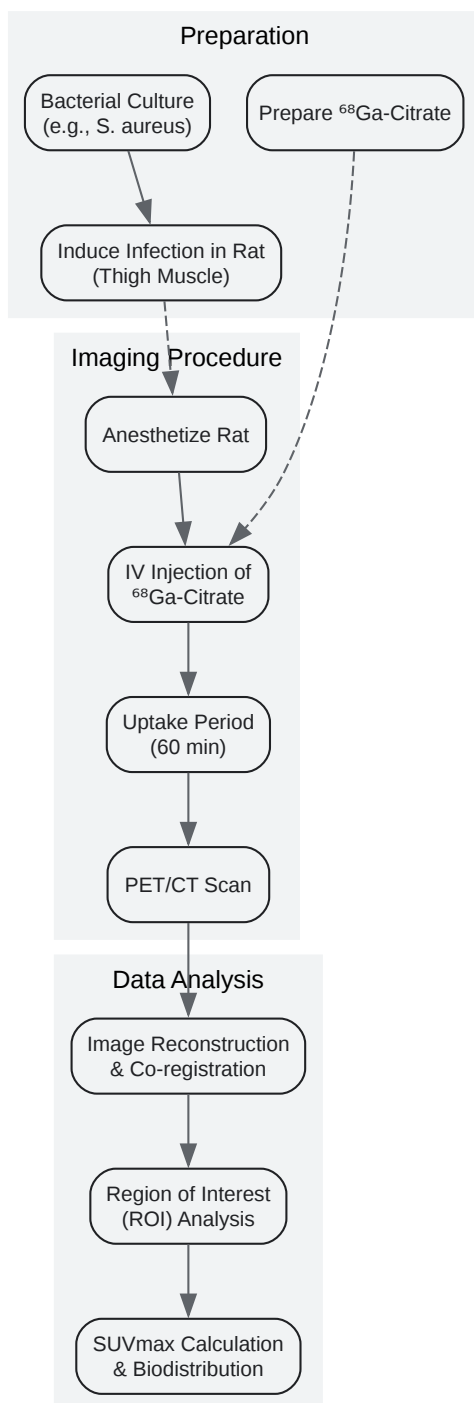 Preparation
Bacterial Culture
(e.g., S. aureus)
Prepare ⁶⁸Ga-Citrate
Induce Infection in Rat
(Thigh Muscle)
Imaging Procedure
Anesthetize Rat
IV Injection of
⁶⁸Ga-Citrate
Uptake Period
(60 min)
PET/CT Scan
Data Analysis
Image Reconstruction
& Co-registration
Region of Interest
(ROI) Analysis
SUVmax Calculation
& Biodistribution